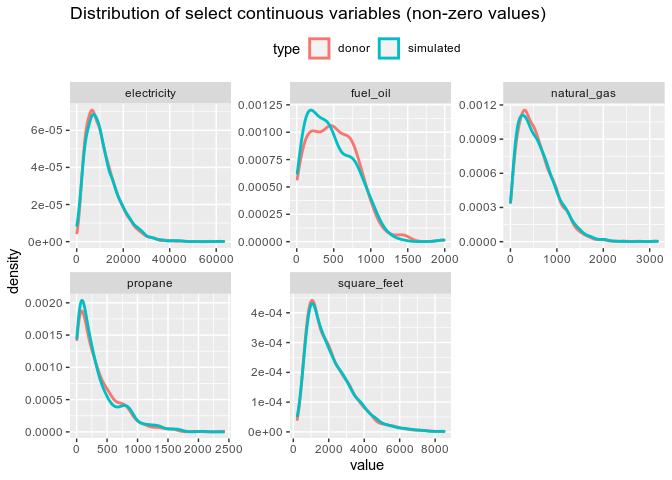 Distribution of select continuous variables (non-zero values)
type donor simulated
electricity fuel_oil natural_gas
6e-05
4e-05
2e-05
0e+00
0 20000 40000 60000
0.00125
0.00100
0.00075
0.00050
0.00025
0.00000
0 500 1000 1500 2000
0.0012
0.0009
0.0006
0.0003
0.0000
0 1000 2000 3000
density
propane square_feet
0.0020
0.0015
0.0010
0.0005
0.0000
0 500 1000 1500 2000 2500
4e-04
3e-04
2e-04
1e-04
0e+00
0 2000 4000 6000 8000
value